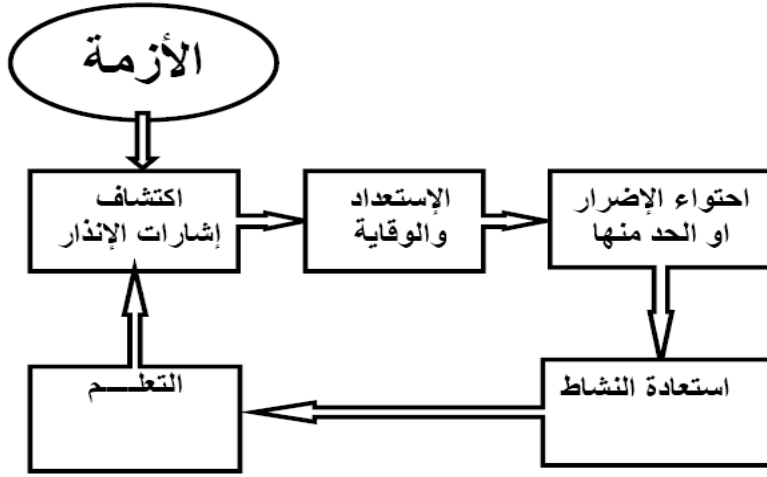 الأزمة
اكتشاف
إشارات الإنذار
الإستعداد
والوقاية
احتواء الإضرار
او الحد منها
استعادة النشاط
التعلـــم